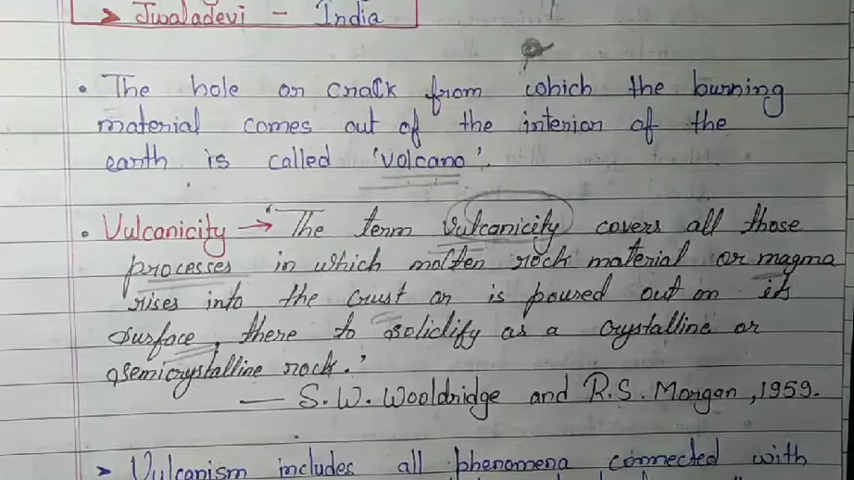 ➤ Jwaladevi - India
• The hole or crack from which the burning
material comes out of the interior of the
earth is called 'volcano'.
• Vulcanicity → 'The term vulcanicity covers all those
processes in which molten rock material or magma
rises into the crust or is poured out on its
surface, there to solidify as a crystalline or
semicrystalline rock.'
— S.W. Wooldridge and R.S. Morgan, 1959.
➤ Vulcanism includes all phenomena connected with